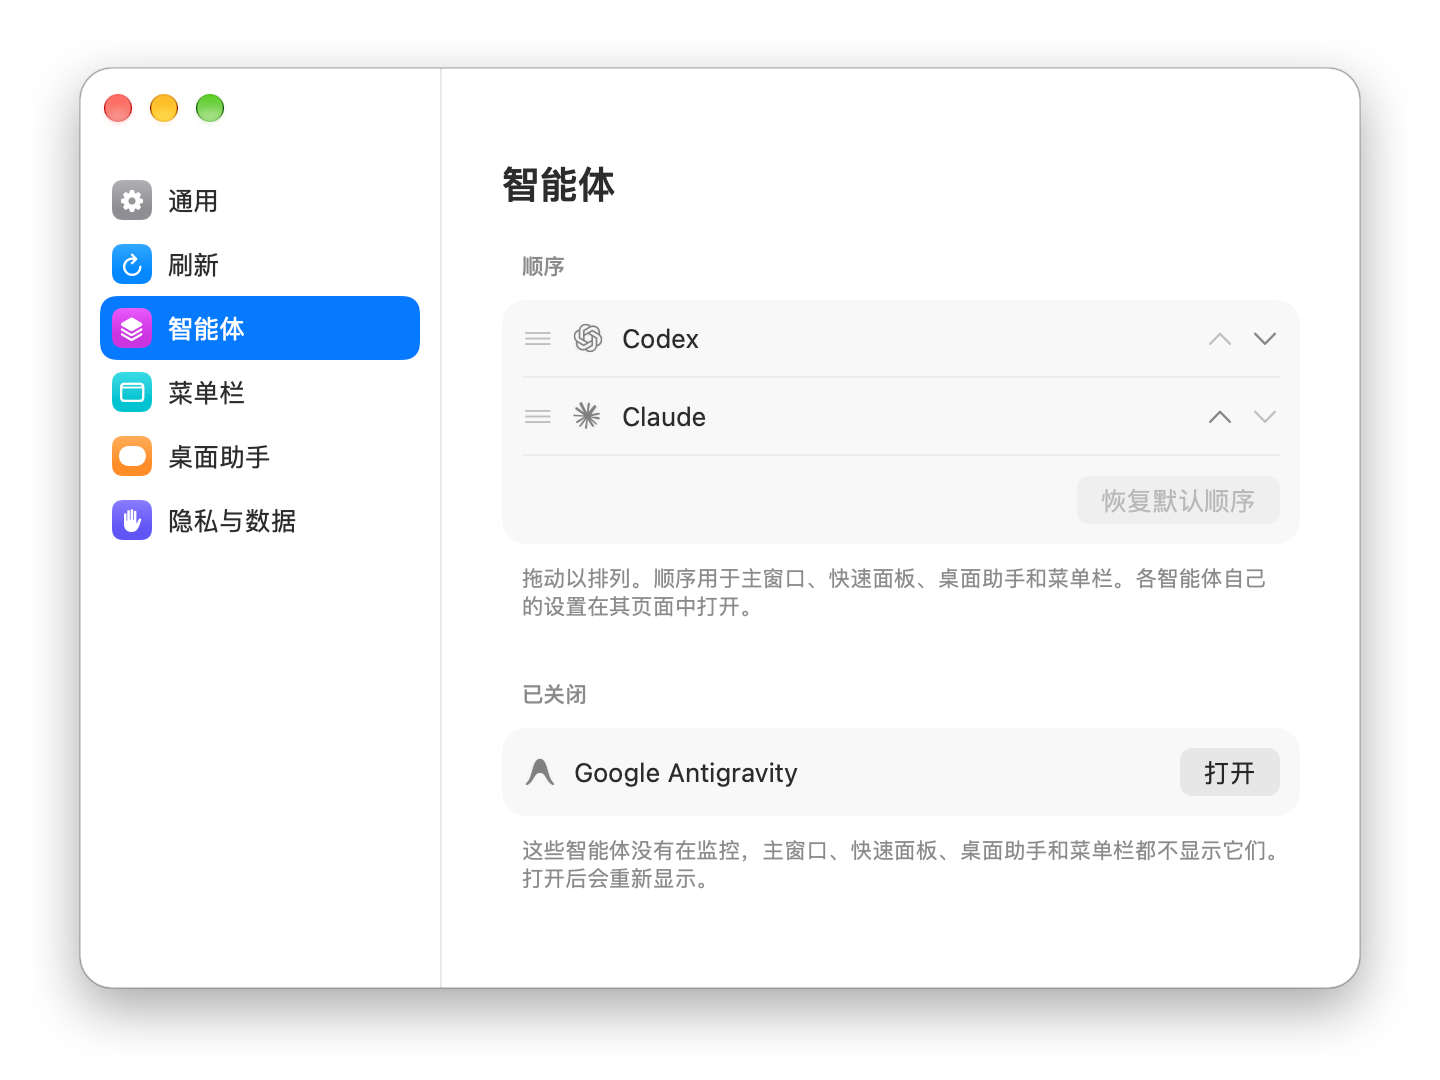 通用
刷新
智能体
菜单栏
桌面助手
隐私与数据
智能体
顺序
Codex
Claude
恢复默认顺序
拖动以排列。顺序用于主窗口、快速面板、桌面助手和菜单栏。各智能体自己
的设置在其页面中打开。
已关闭
Google Antigravity
打开
这些智能体没有在监控，主窗口、快速面板、桌面助手和菜单栏都不显示它们。
打开后会重新显示。